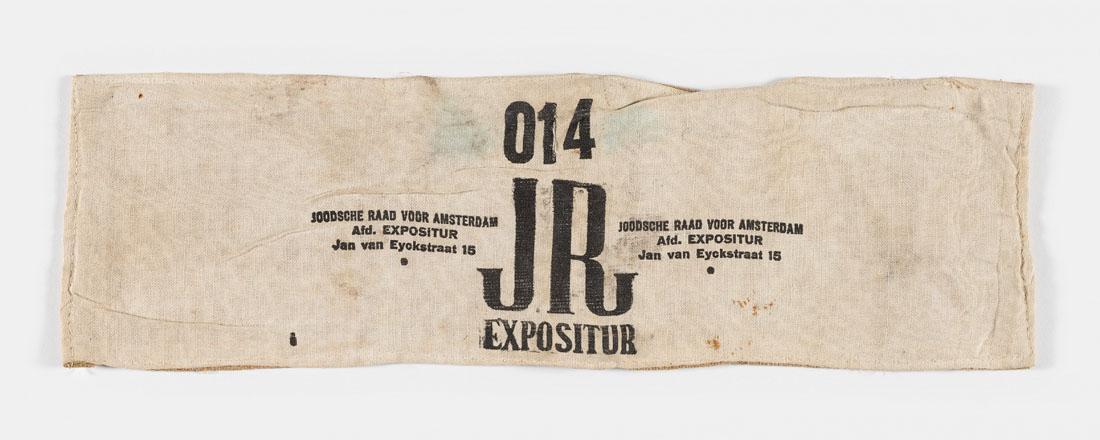 014
JR
EXPOSITUR
JOODSCHE RAAD VOOR AMSTERDAM
Afd. EXPOSITUR
Jan van Eyckstraat 15
JOODSCHE RAAD VOOR AMSTERDAM
Afd. EXPOSITUR
Jan van Eyckstraat 15